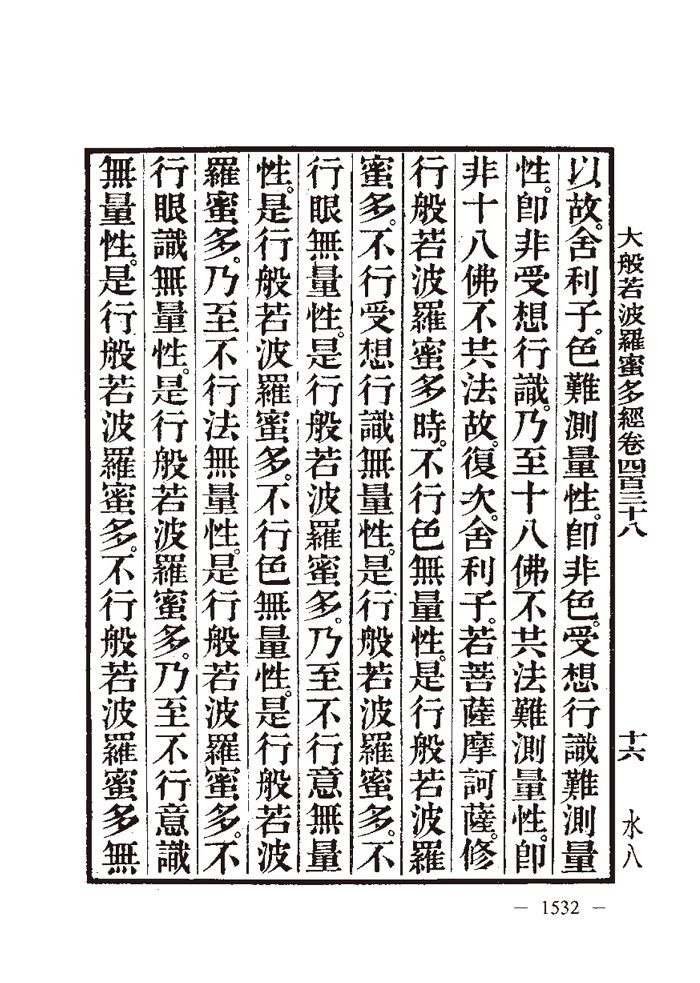 大般若波羅蜜多經卷四百三十八 十六 水八
以故。舍利子。色難測量性。即非色。受想行識難測量
性。即非受想行識。乃至十八佛不共法難測量性。即
非十八佛不共法故。復次。舍利子。若菩薩摩訶薩。修
行般若波羅蜜多時。不行色無量性。是行般若波羅
蜜多。不行受想行識無量性。是行般若波羅蜜多。不
行眼無量性。是行般若波羅蜜多。乃至不行意無量
性。是行般若波羅蜜多。不行色無量性。是行般若波
羅蜜多。乃至不行法無量性。是行般若波羅蜜多。不
行眼識無量性。是行般若波羅蜜多。乃至不行意識
無量性。是行般若波羅蜜多。不行般若波羅蜜多無
— 1532 —